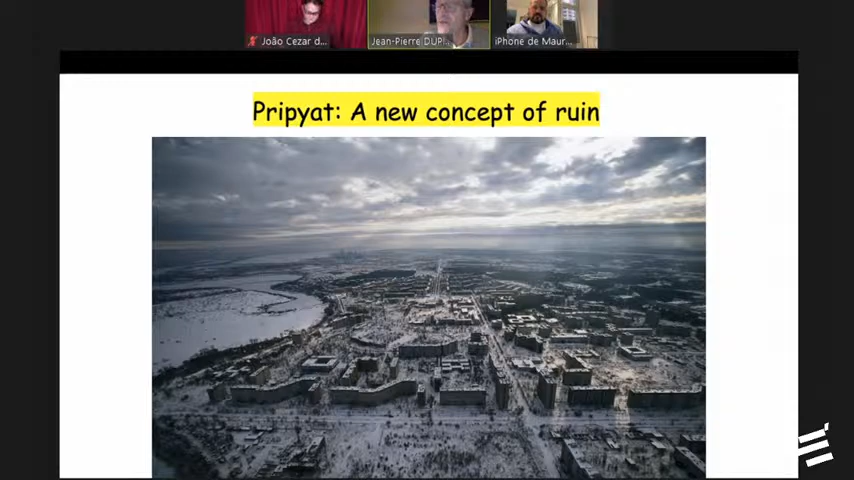 João Cezar d...
Jean-Pierre DUP!...
iPhone de Maur...
Pripyat: A new concept of ruin